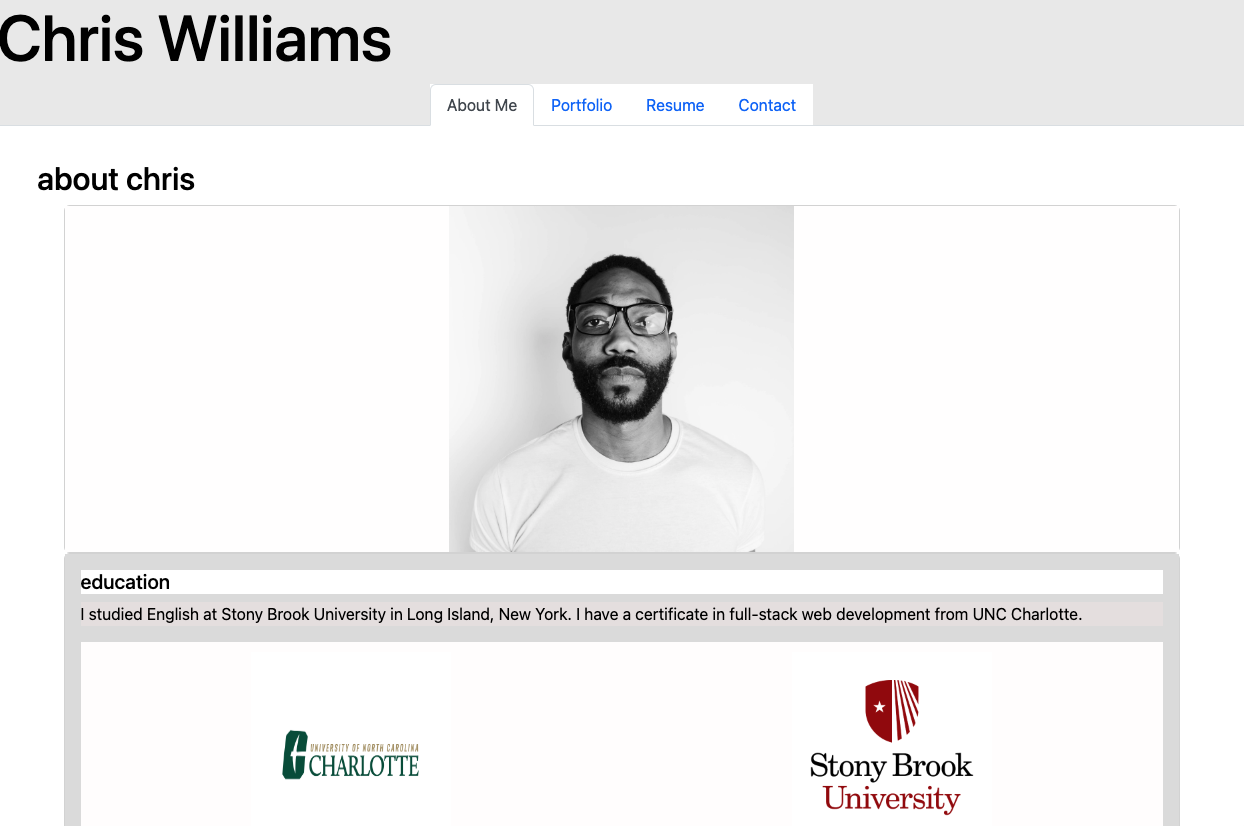 Chris Williams
About Me Portfolio Resume Contact
about chris
education
I studied English at Stony Brook University in Long Island, New York. I have a certificate in full-stack web development from UNC Charlotte.
UNIVERSITY OF NORTH CAROLINA
CHARLOTTE
Stony Brook
University